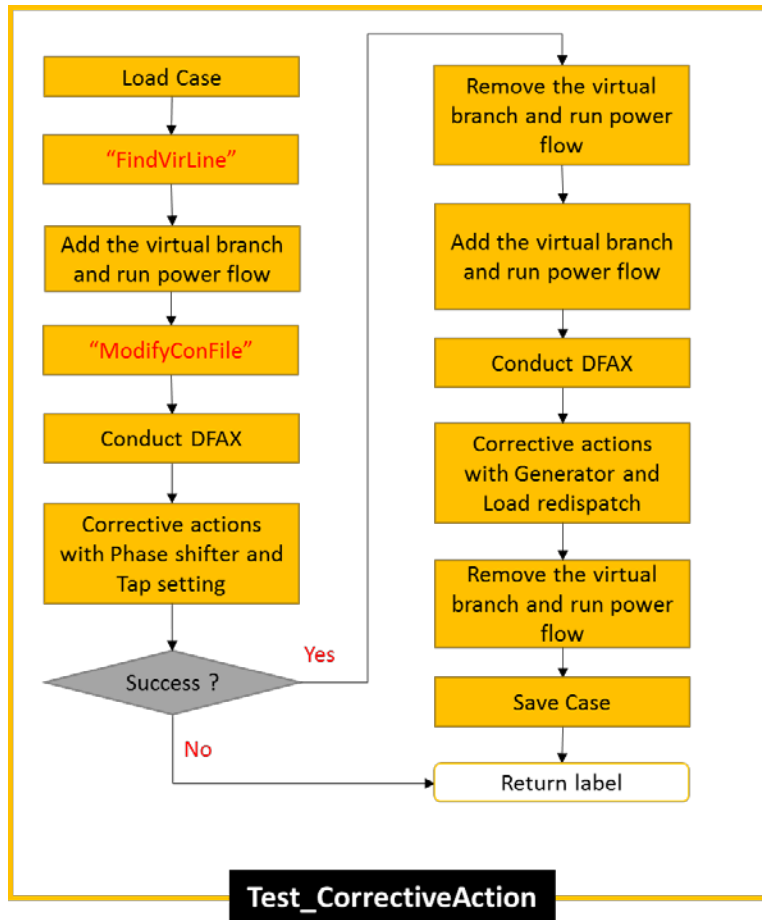 Load Case
“FindVirLine”
Add the virtual branch
and run power flow
“ModifyConFile”
Conduct DFAX
Corrective actions
with Phase shifter and
Tap setting
Success ?
Yes
No
Remove the virtual
branch and run power
flow
Add the virtual branch
and run power flow
Conduct DFAX
Corrective actions
with Generator and
Load redispatch
Remove the virtual
branch and run power
flow
Save Case
Return label
Test_CorrectiveAction